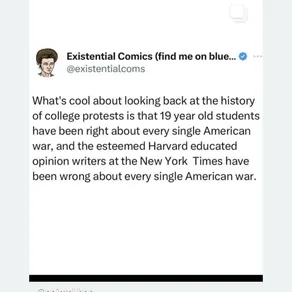 Existential Comics (find me on blue...
@existentialcoms
What's cool about looking back at the history
of college protests is that 19 year old students
have been right about every single American
war, and the esteemed Harvard educated
opinion writers at the New York Times have
been wrong about every single American war.